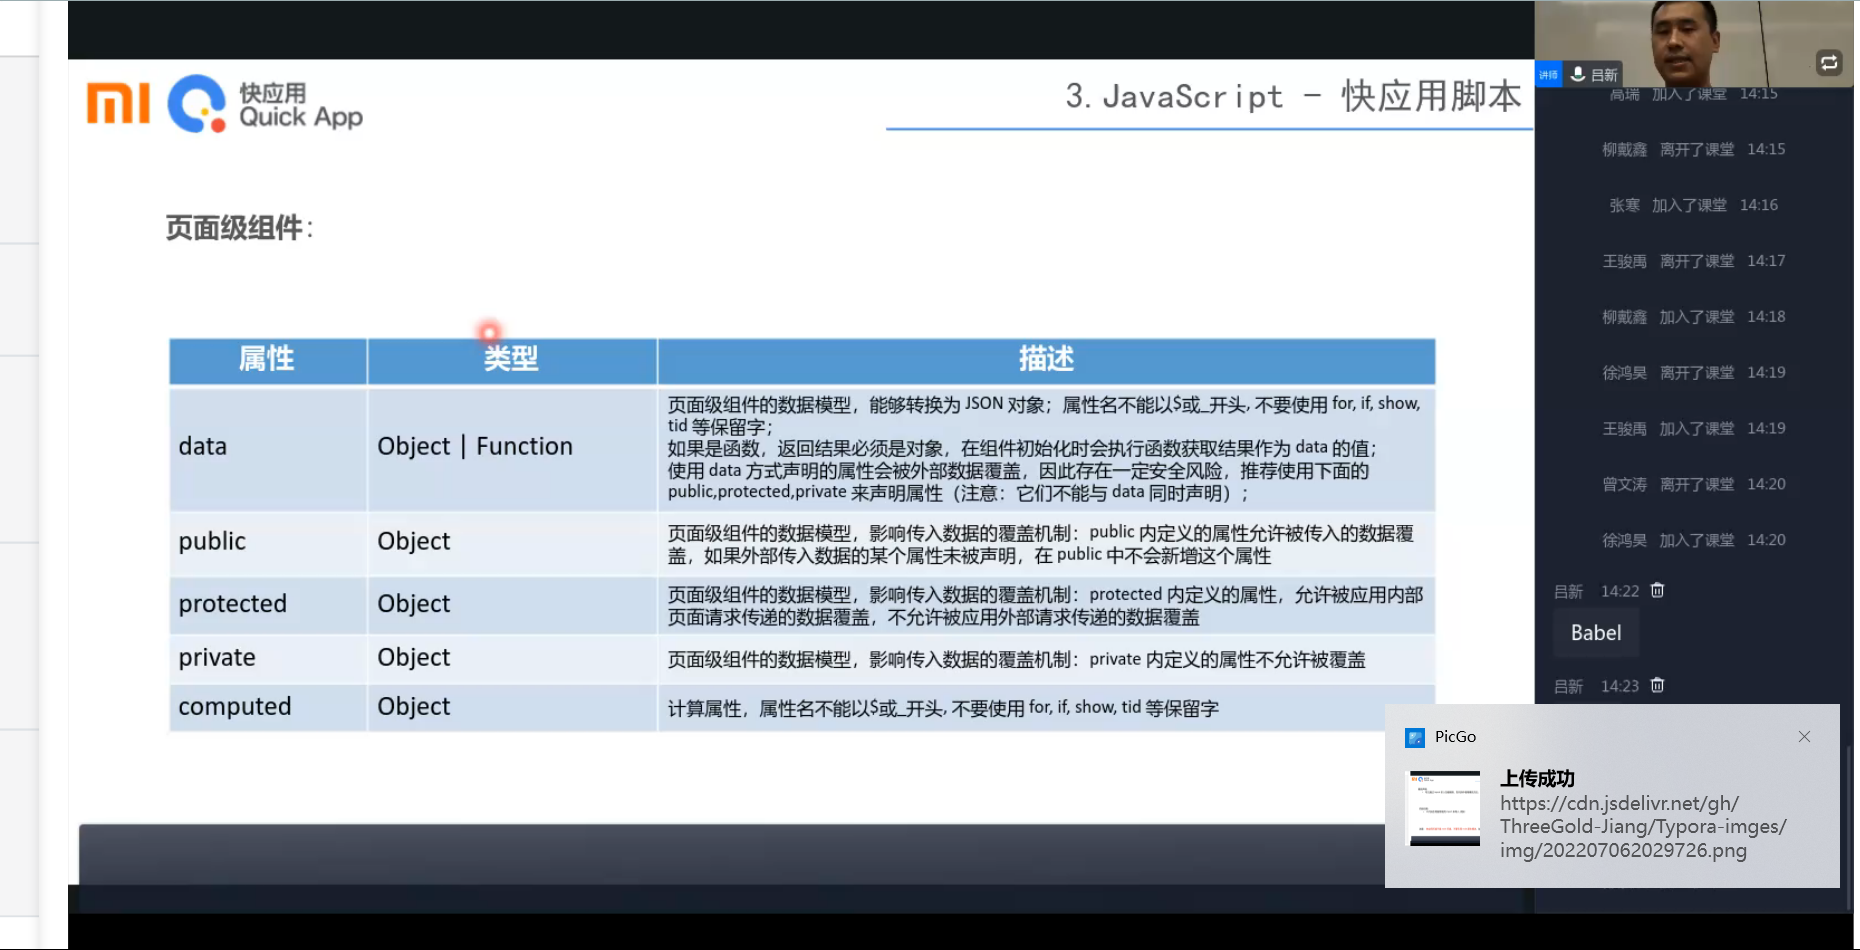 快应用
Quick App
3.JavaScript - 快应用脚本
页面级组件：
属性 类型 描述
data Object | Function
页面级组件的数据模型，能够转换为 JSON 对象；属性名不能以$或_开头, 不要使用 for, if, show,
tid 等保留字；
如果是函数，返回结果必须是对象，在组件初始化时会执行函数获取结果作为 data 的值；
使用 data 方式声明的属性会被外部数据覆盖，因此存在一定安全风险，推荐使用下面的
public,protected,private 来声明属性（注意：它们不能与 data 同时声明）；
public Object
页面级组件的数据模型，影响传入数据的覆盖机制：public 内定义的属性允许被传入的数据覆
盖，如果外部传入数据的某个属性未被声明，在 public 中不会新增这个属性
protected Object
页面级组件的数据模型，影响传入数据的覆盖机制：protected 内定义的属性，允许被应用内部
页面请求传递的数据覆盖，不允许被应用外部请求传递的数据覆盖
private Object
页面级组件的数据模型，影响传入数据的覆盖机制：private 内定义的属性不允许被覆盖
computed Object
计算属性，属性名不能以$或_开头, 不要使用 for, if, show, tid 等保留字
讲师 吕新
高瑞 加入了课堂 14:15
柳戴鑫 离开了课堂 14:15
张寒 加入了课堂 14:16
王骏禹 离开了课堂 14:17
柳戴鑫 加入了课堂 14:18
徐鸿昊 离开了课堂 14:19
王骏禹 加入了课堂 14:19
曾文涛 离开了课堂 14:20
徐鸿昊 加入了课堂 14:20
吕新 14:22
Babel
吕新 14:23
PicGo
上传成功
https://cdn.jsdelivr.net/gh/
ThreeGold-Jiang/Typora-imges/
img/202207062029726.png